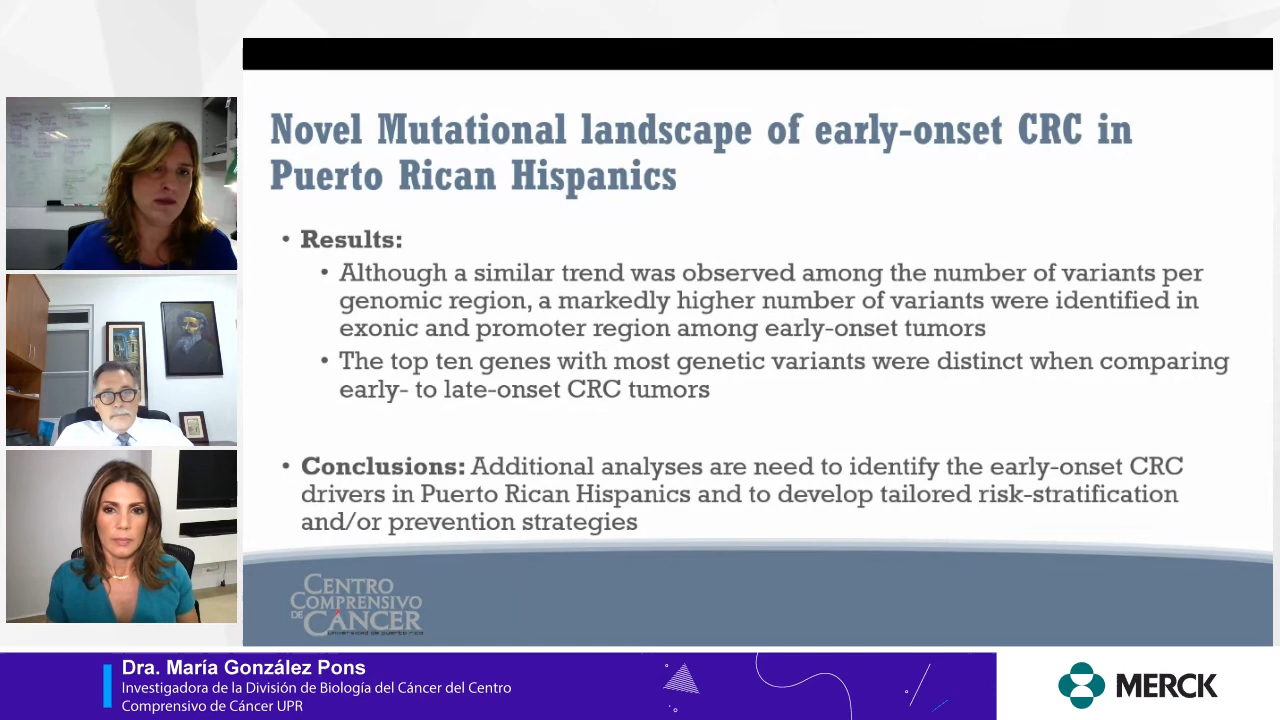 Novel Mutational landscape of early-onset CRC in
Puerto Rican Hispanics
• Results:
• Although a similar trend was observed among the number of variants per
genomic region, a markedly higher number of variants were identified in
exonic and promoter region among early-onset tumors
• The top ten genes with most genetic variants were distinct when comparing
early- to late-onset CRC tumors
• Conclusions: Additional analyses are need to identify the early-onset CRC
drivers in Puerto Rican Hispanics and to develop tailored risk-stratification
and/or prevention strategies
CENTRO
COMPRENSIVO
DE CÁNCER
universidad de puerto rico
Dra. María González Pons
Investigadora de la División de Biología del Cáncer del Centro
Comprensivo de Cáncer UPR
MERCK